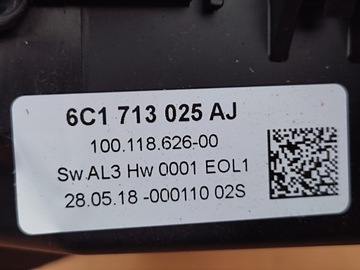 6C1 713 025 AJ
100.118.626-00
Sw AL3 Hw 0001 EOL1
28.05.18 -000110 02S